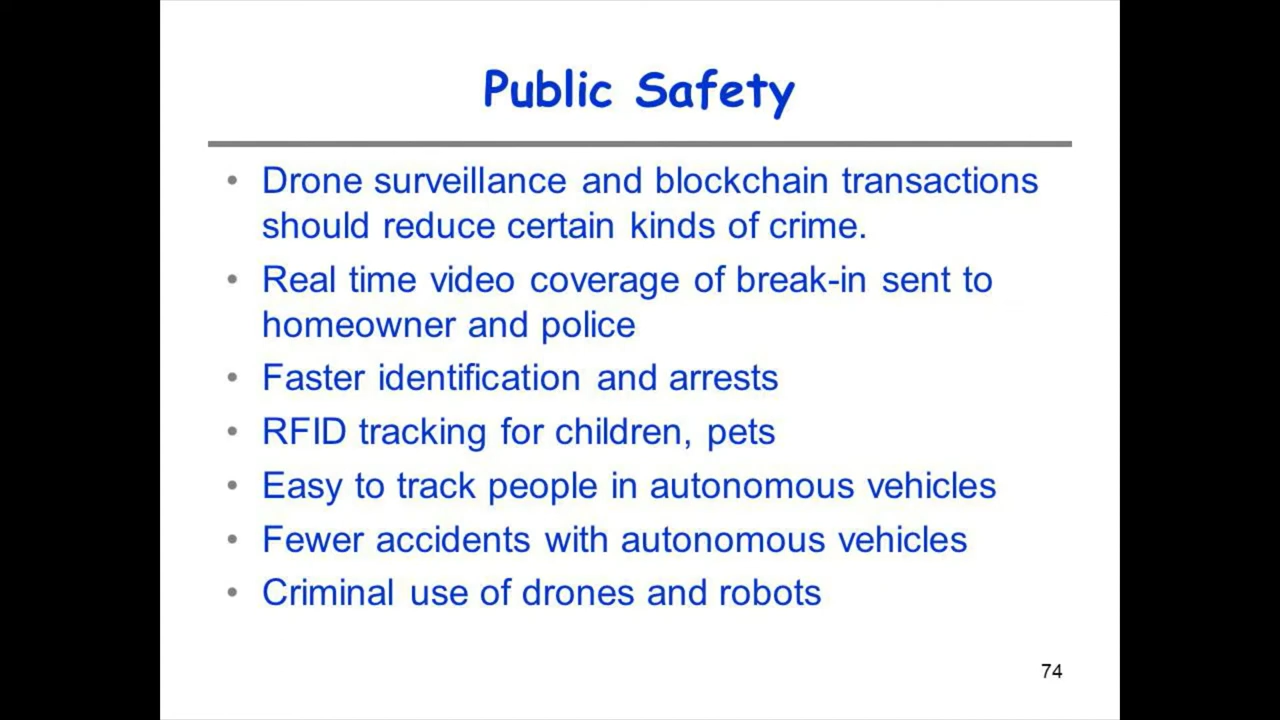 Public Safety
• Drone surveillance and blockchain transactions
should reduce certain kinds of crime.
• Real time video coverage of break-in sent to
homeowner and police
• Faster identification and arrests
• RFID tracking for children, pets
• Easy to track people in autonomous vehicles
• Fewer accidents with autonomous vehicles
• Criminal use of drones and robots
74